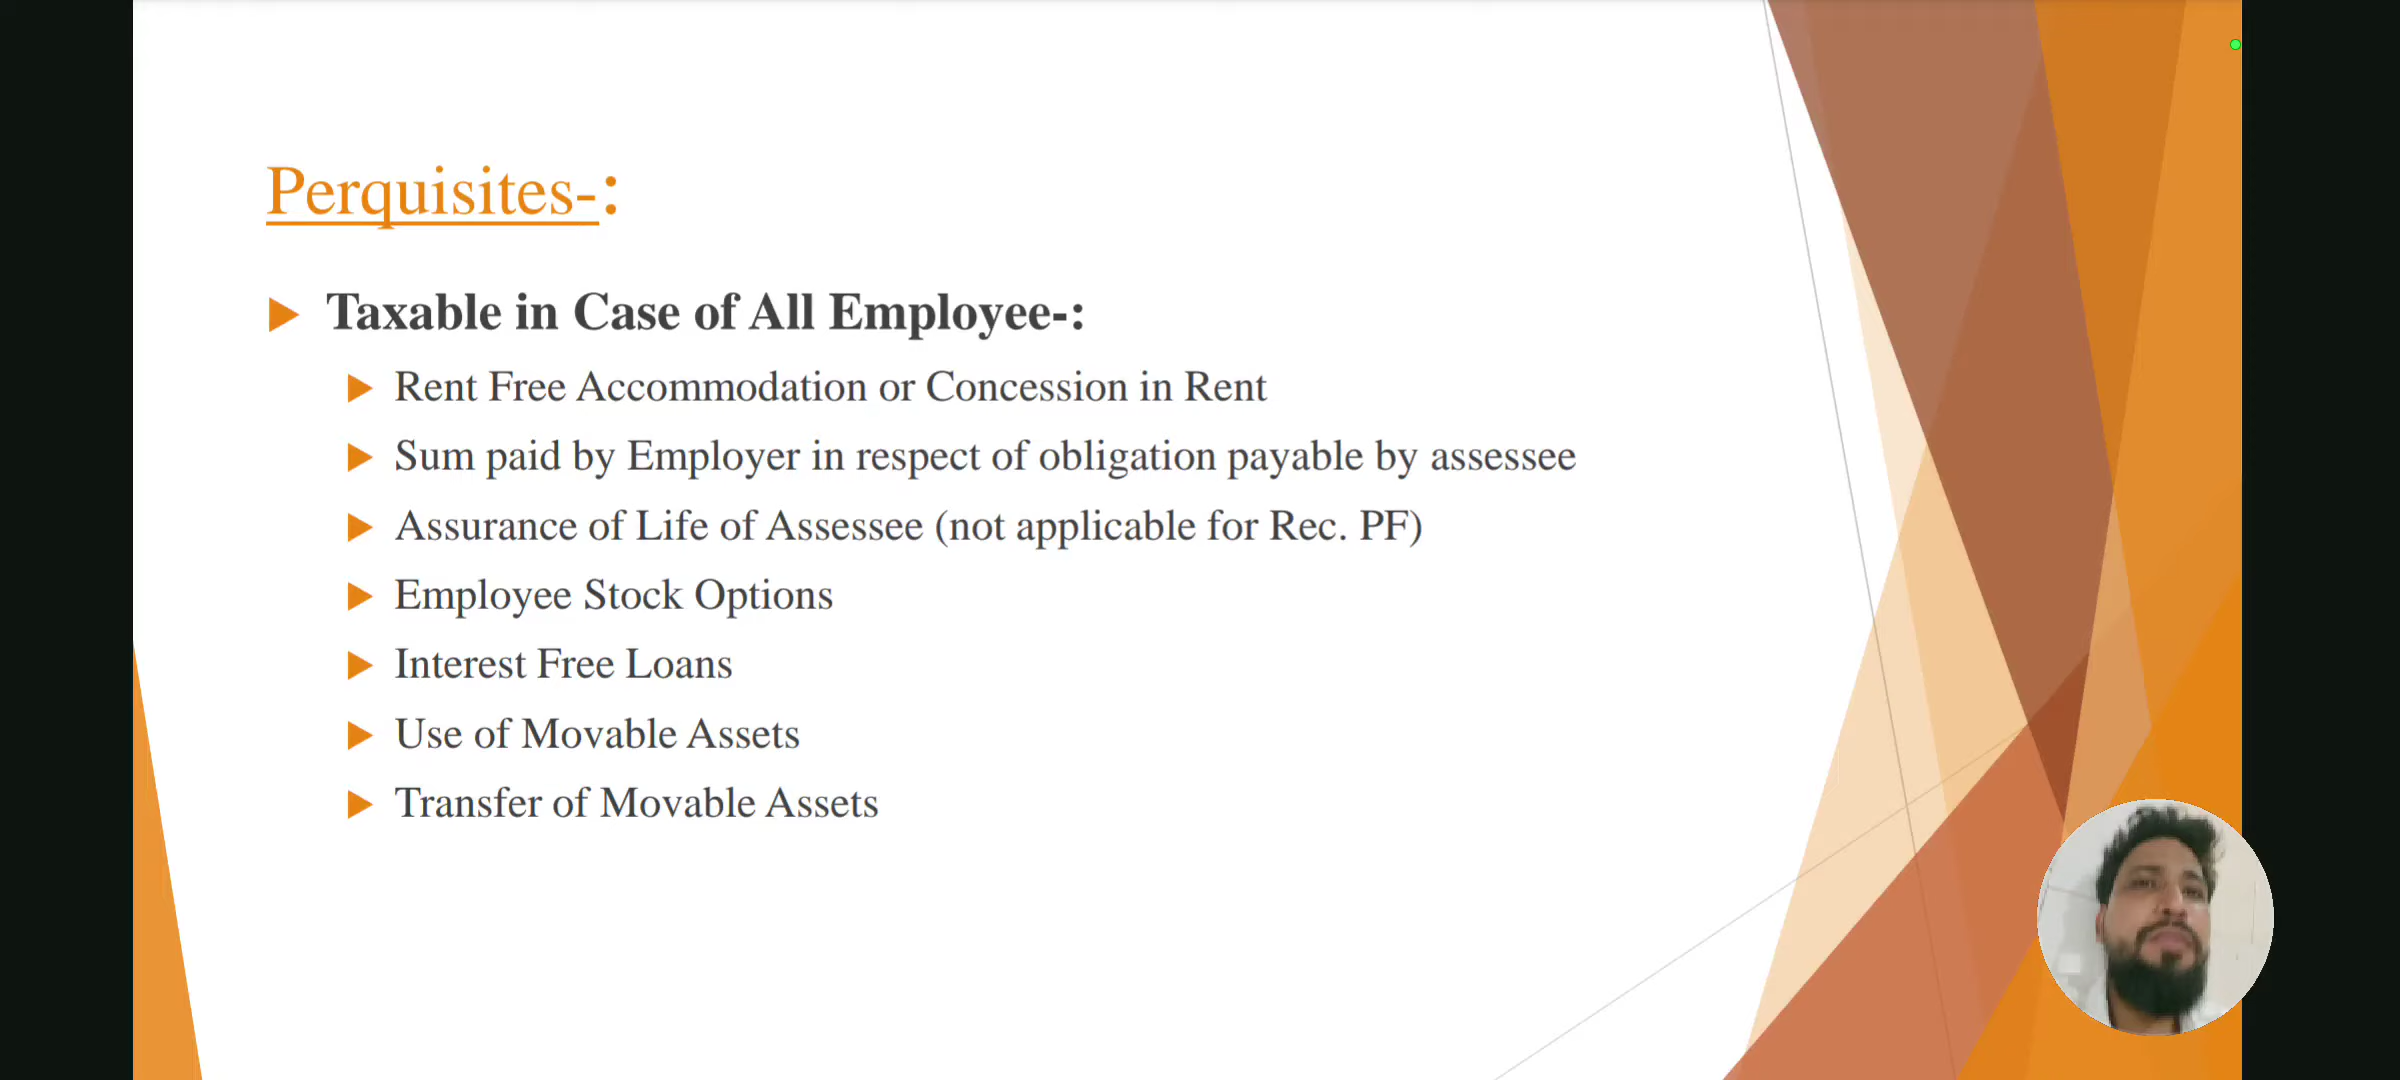 Perquisites-:
Taxable in Case of All Employee-:
Rent Free Accommodation or Concession in Rent
Sum paid by Employer in respect of obligation payable by assessee
Assurance of Life of Assessee (not applicable for Rec. PF)
Employee Stock Options
Interest Free Loans
Use of Movable Assets
Transfer of Movable Assets